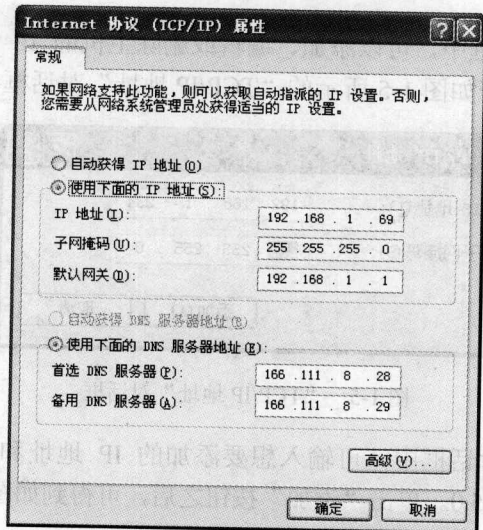 Internet 协议 (TCP/IP) 属性
常规
如果网络支持此功能，则可以获取自动指派的 IP 设置。否则，
您需要从网络系统管理员处获得适当的 IP 设置。
自动获得 IP 地址(O)
使用下面的 IP 地址(S):
IP 地址(I): 192 .168 . 1 . 69
子网掩码(U): 255 .255 .255 . 0
默认网关(D): 192 .168 . 1 . 1
自动获得 DNS 服务器地址(B)
使用下面的 DNS 服务器地址(E):
首选 DNS 服务器(P): 166 .111 . 8 . 28
备用 DNS 服务器(A): 166 .111 . 8 . 29
高级(V)...
确定 取消